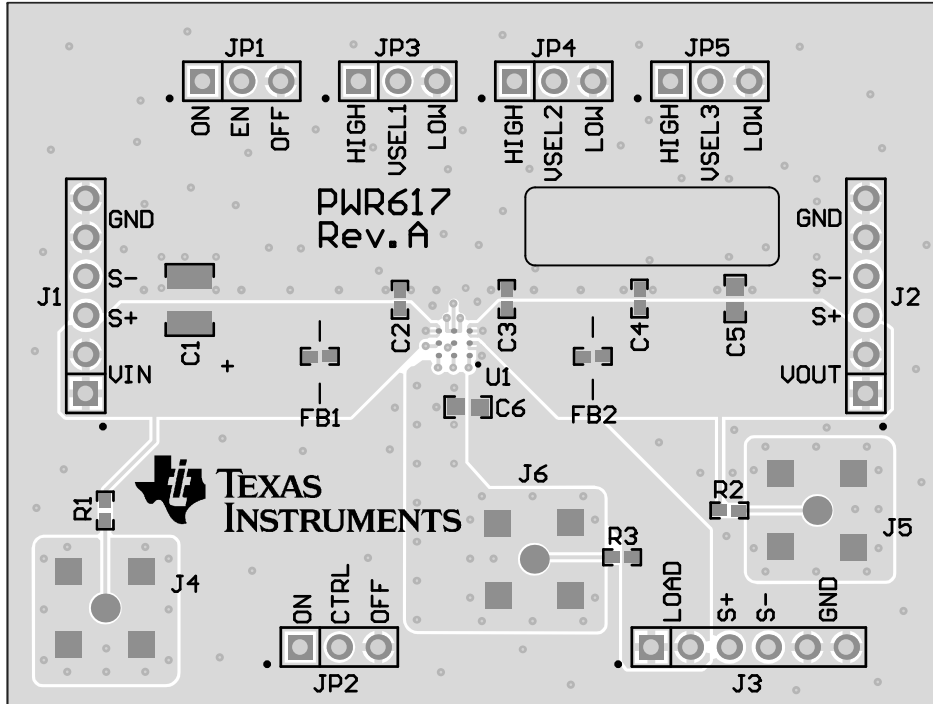 JP1
JP3
JP4
JP5
ON
EN
OFF
HIGH
VSEL1
LOW
HIGH
VSEL2
LOW
HIGH
VSEL3
LOW
PWR617
Rev.A
GND
S-
J1
S+
VIN
GND
S-
J2
S+
VOUT
C1
+
C2
C3
C4
C5
U1
C6
FB1
FB2
TEXAS
INSTRUMENTS
R1
J4
J6
R3
R2
J5
ON
CTRL
OFF
JP2
LOAD
S+
S-
GND
J3